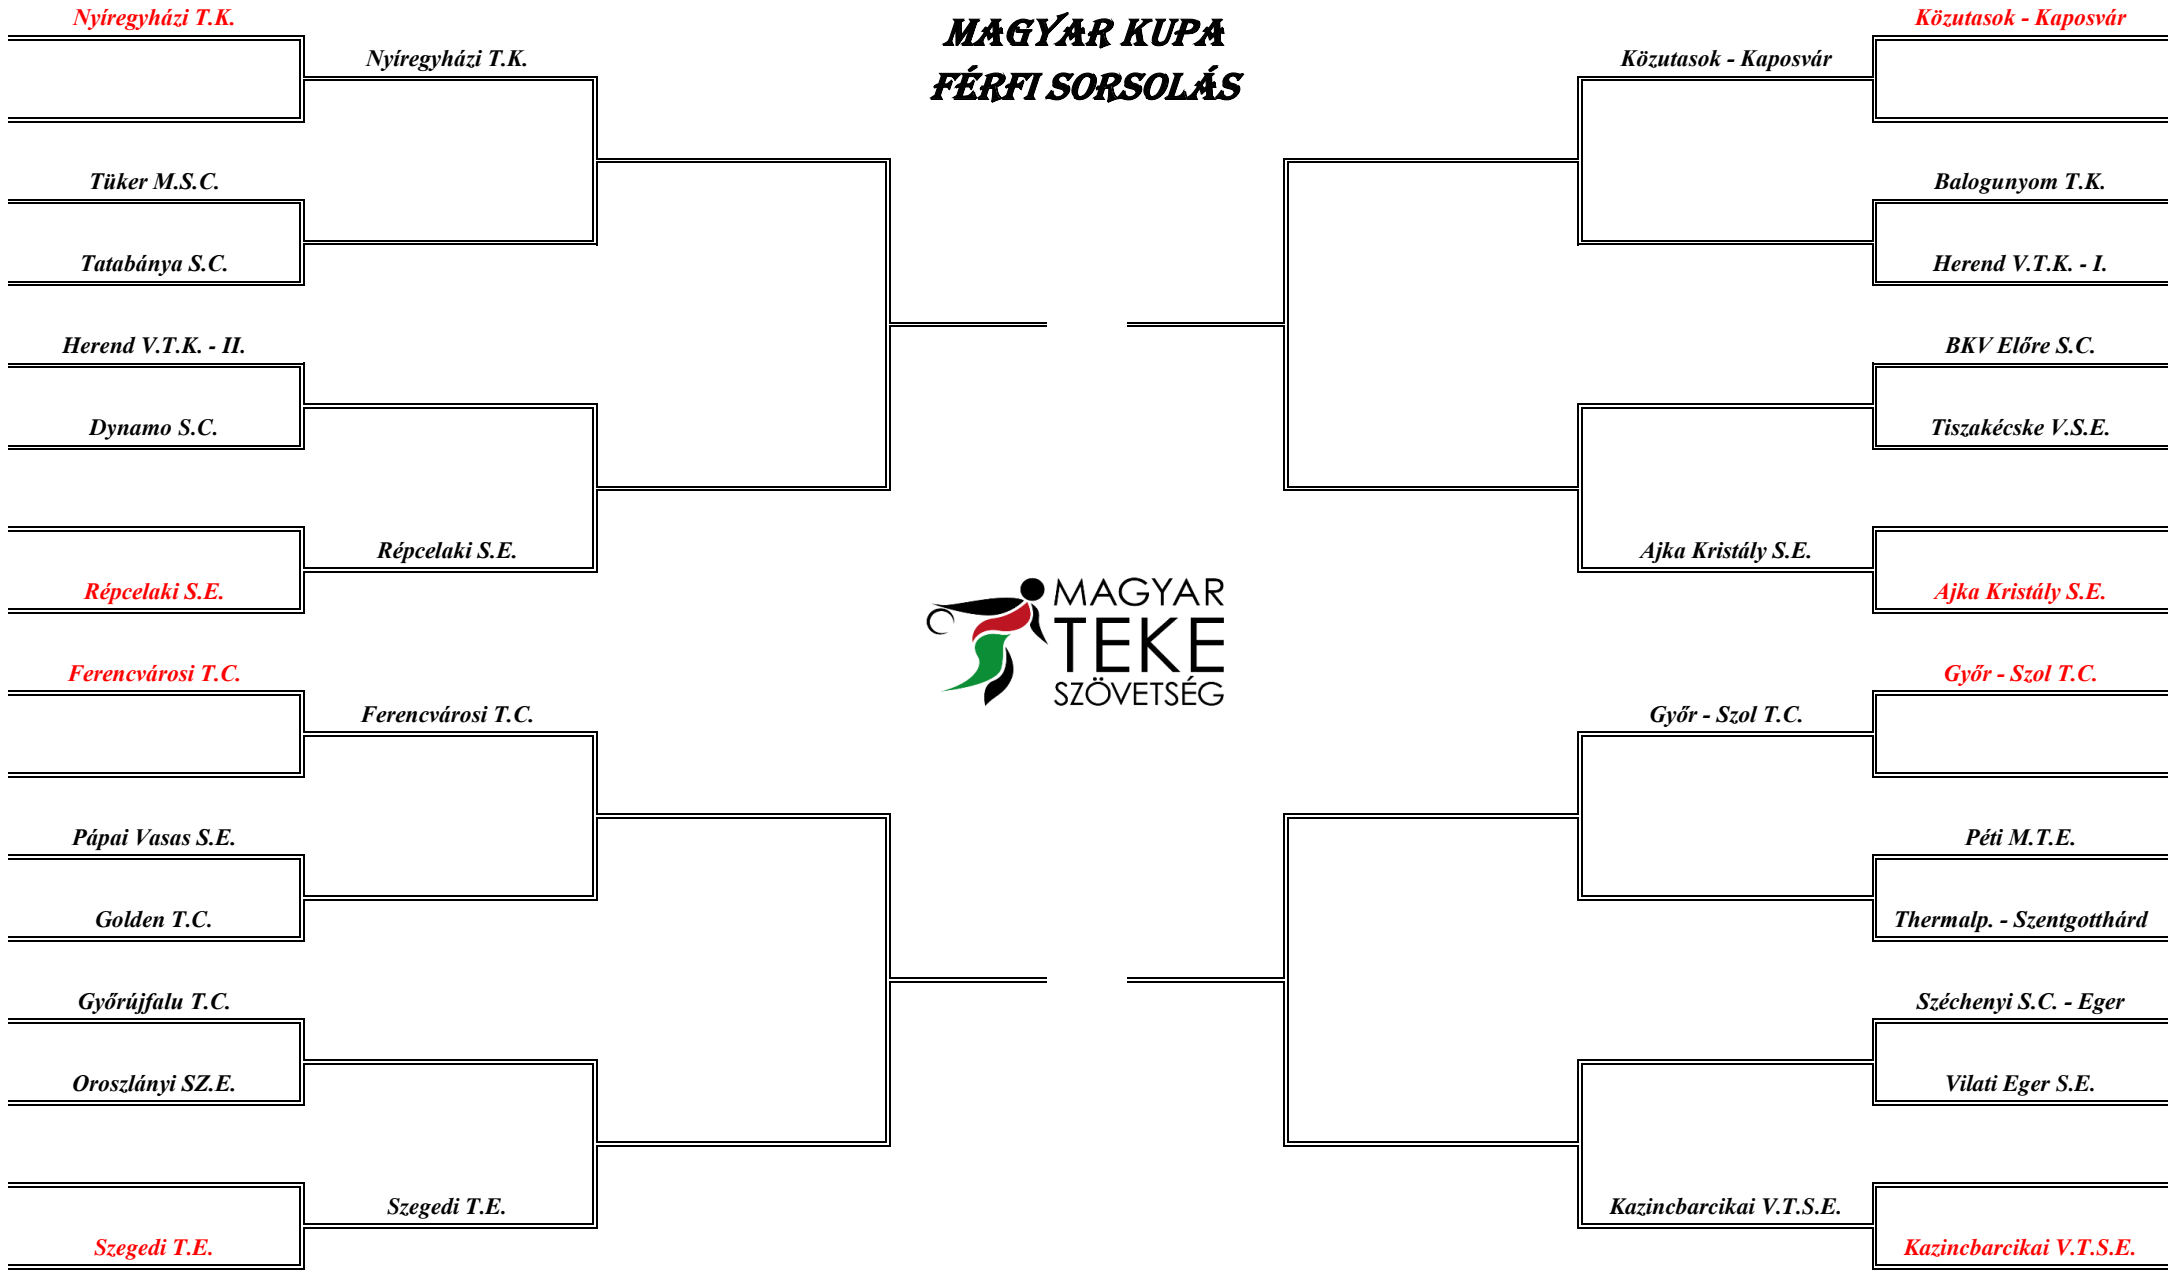 MAGYAR KUPA
FÉRFI SORSOLÁS
Nyíregyházi T.K.
Nyíregyházi T.K.
Tüker M.S.C.
Tatabánya S.C.
Herend V.T.K. - II.
Dynamo S.C.
Répcelaki S.E.
Répcelaki S.E.
Ferencvárosi T.C.
Ferencvárosi T.C.
Pápai Vasas S.E.
Golden T.C.
Győrújfalu T.C.
Oroszlányi SZ.E.
Szegedi T.E.
Szegedi T.E.
MAGYAR
TEKE
SZÖVETSÉG
Közutasok - Kaposvár
Közutasok - Kaposvár
Balogunyom T.K.
Herend V.T.K. - I.
BKV Előre S.C.
Tiszakécske V.S.E.
Ajka Kristály S.E.
Ajka Kristály S.E.
Győr - Szol T.C.
Győr - Szol T.C.
Péti M.T.E.
Thermalp. - Szentgotthárd
Széchenyi S.C. - Eger
Vilati Eger S.E.
Kazincbarcikai V.T.S.E.
Kazincbarcikai V.T.S.E.